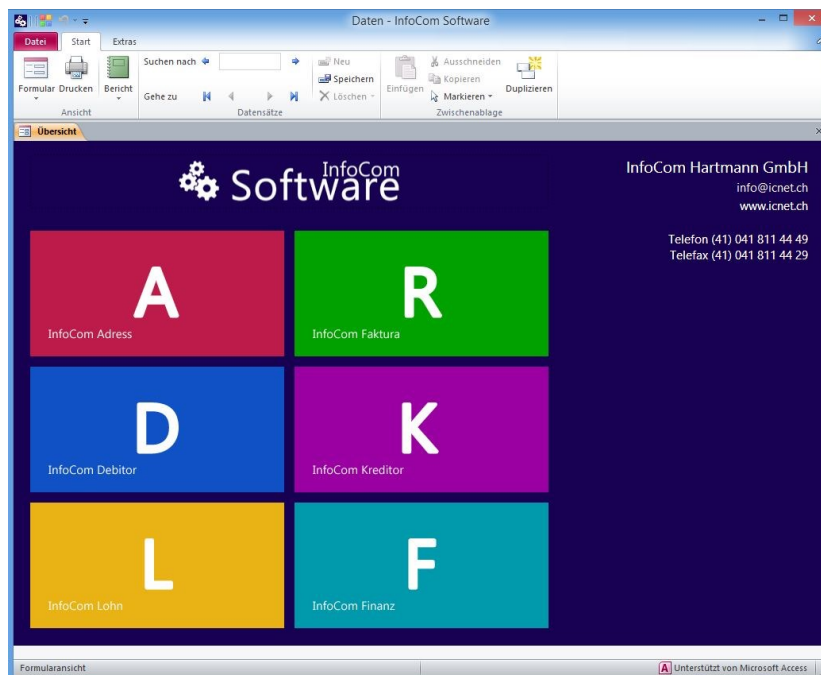 Daten - InfoCom Software
Datei Start Extras
Suchen nach
Neu
Ausschneiden
Speichern
Kopieren
Formular Drucken Bericht
Einfügen
Duplizieren
Gehe zu
Löschen
Markieren
Ansicht
Datensätze
Zwischenablage
Übersicht
InfoCom
Software
InfoCom Hartmann GmbH
info@icnet.ch
www.icnet.ch
Telefon (41) 041 811 44 49
Telefax (41) 041 811 44 29
A
InfoCom Adress
R
InfoCom Faktura
D
InfoCom Debitor
K
InfoCom Kreditor
L
InfoCom Lohn
F
InfoCom Finanz
Formularansicht
A Unterstützt von Microsoft Access